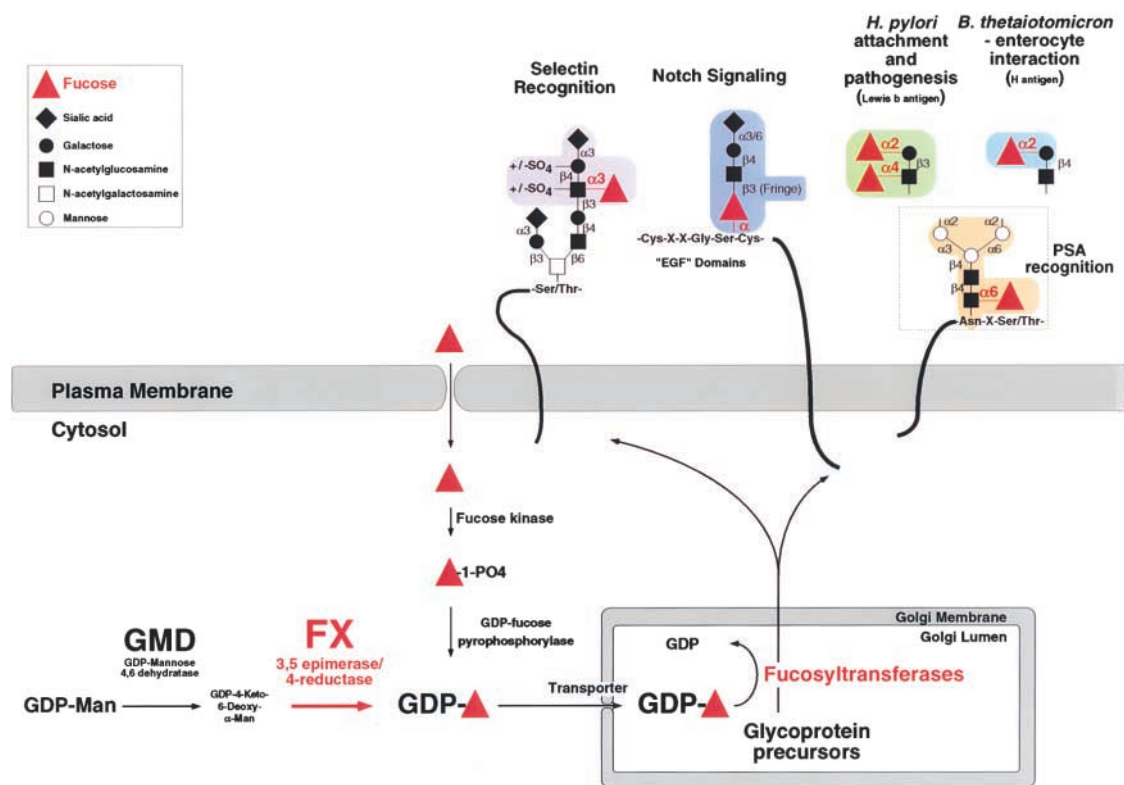 Fucose
Sialic acid
Galactose
N-acetylglucosamine
N-acetylgalactosamine
Mannose
Selectin
Recognition
α3
+/-SO4
β4
+/-SO4
α3
β3
α3
β4
β3
β6
-Ser/Thr-
Notch Signaling
α3/6
β4
β3 (Fringe)
α
-Cys-X-X-Gly-Ser-Cys-
"EGF" Domains
H. pylori
attachment
and
pathogenesis
(Lewis b antigen)
α2
β3
α4
B. thetaiotomicron
- enterocyte
interaction
(H antigen)
α2
β4
PSA
recognition
α2
α2
α3
α6
β4
β4
α6
-Asn-X-Ser/Thr-
Plasma Membrane
Cytosol
Fucose kinase
-1-PO4
GDP-fucose
pyrophosphorylase
GMD
GDP-Mannose
4,6 dehydratase
FX
3,5 epimerase/
4-reductase
GDP-Man
GDP-4-Keto-
6-Deoxy-
α-Man
GDP-
Transporter
Golgi Membrane
Golgi Lumen
GDP
Fucosyltransferases
GDP-
Glycoprotein
precursors